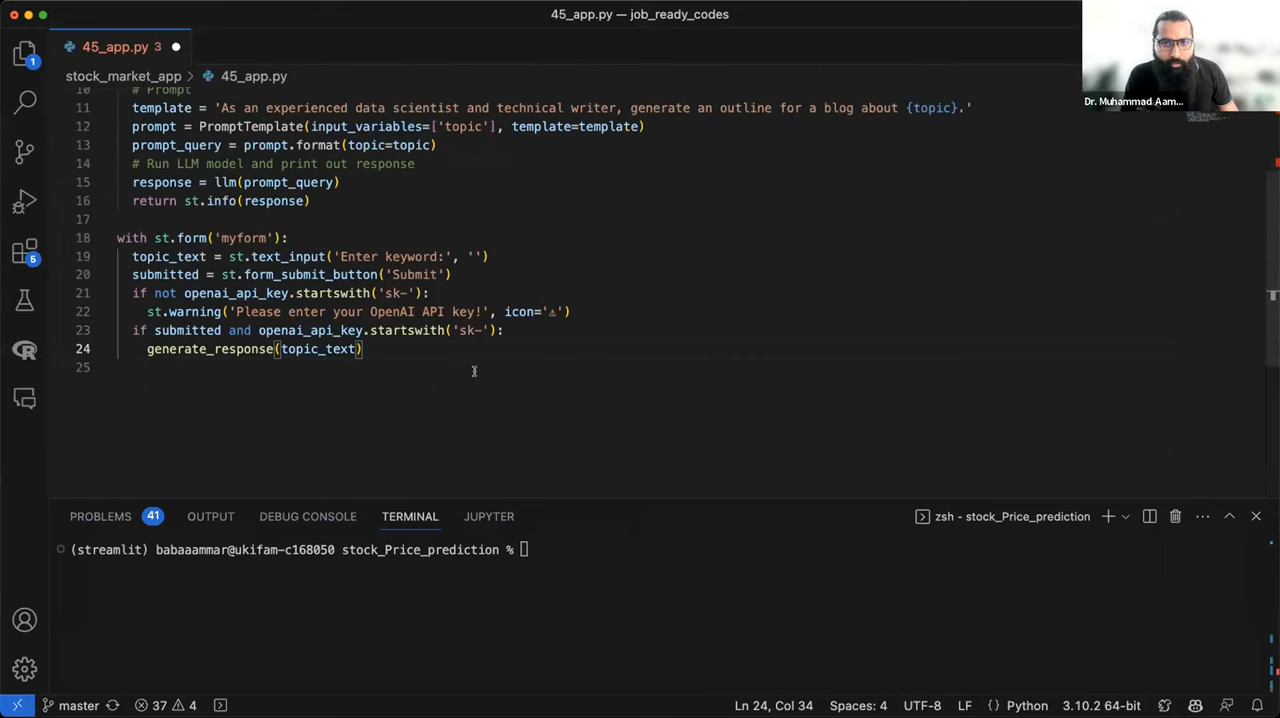 45_app.py — job_ready_codes
45_app.py 3
stock_market_app > 45_app.py
Dr. Muhammad Aam...
10 # Prompt
11 template = 'As an experienced data scientist and technical writer, generate an outline for a blog about {topic}.'
12 prompt = PromptTemplate(input_variables=['topic'], template=template)
13 prompt_query = prompt.format(topic=topic)
14 # Run LLM model and print out response
15 response = llm(prompt_query)
16 return st.info(response)
17
18 with st.form('myform'):
19 topic_text = st.text_input('Enter keyword:', '')
20 submitted = st.form_submit_button('Submit')
21 if not openai_api_key.startswith('sk-'):
22 st.warning('Please enter your OpenAI API key!', icon='⚠')
23 if submitted and openai_api_key.startswith('sk-'):
24 generate_response(topic_text)
25
1
5
PROBLEMS 41 OUTPUT DEBUG CONSOLE TERMINAL JUPYTER zsh - stock_Price_prediction
(streamlit) babaaammar@ukifam-c168050 stock_Price_prediction %
master 37 4 Ln 24, Col 34 Spaces: 4 UTF-8 LF {} Python 3.10.2 64-bit